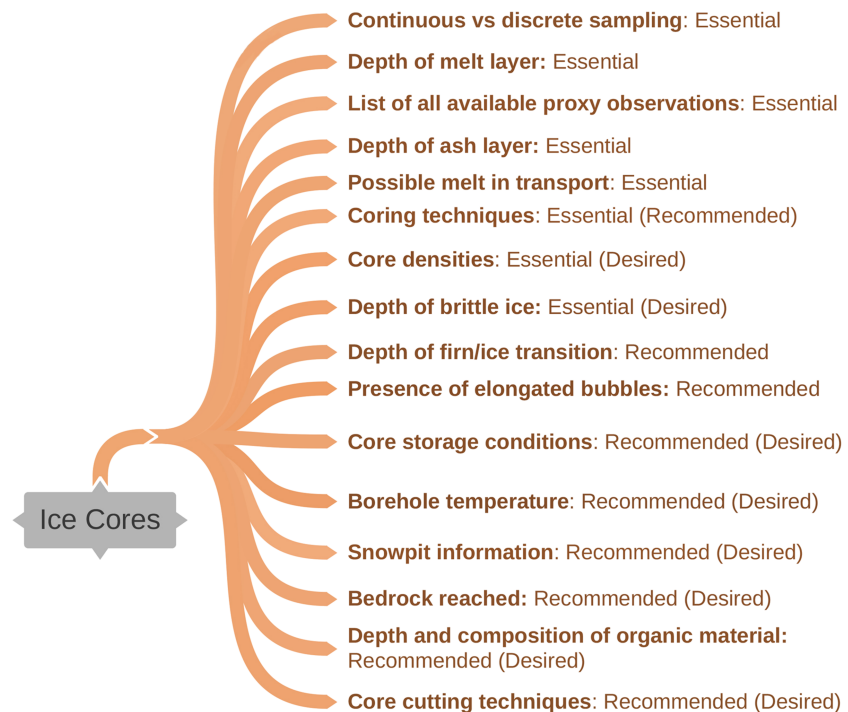 Continuous vs discrete sampling: Essential
Depth of melt layer: Essential
List of all available proxy observations: Essential
Depth of ash layer: Essential
Possible melt in transport: Essential
Coring techniques: Essential (Recommended)
Core densities: Essential (Desired)
Depth of brittle ice: Essential (Desired)
Depth of firn/ice transition: Recommended
Presence of elongated bubbles: Recommended
Core storage conditions: Recommended (Desired)
Borehole temperature: Recommended (Desired)
Ice Cores
Snowpit information: Recommended (Desired)
Bedrock reached: Recommended (Desired)
Depth and composition of organic material:
Recommended (Desired)
Core cutting techniques: Recommended (Desired)